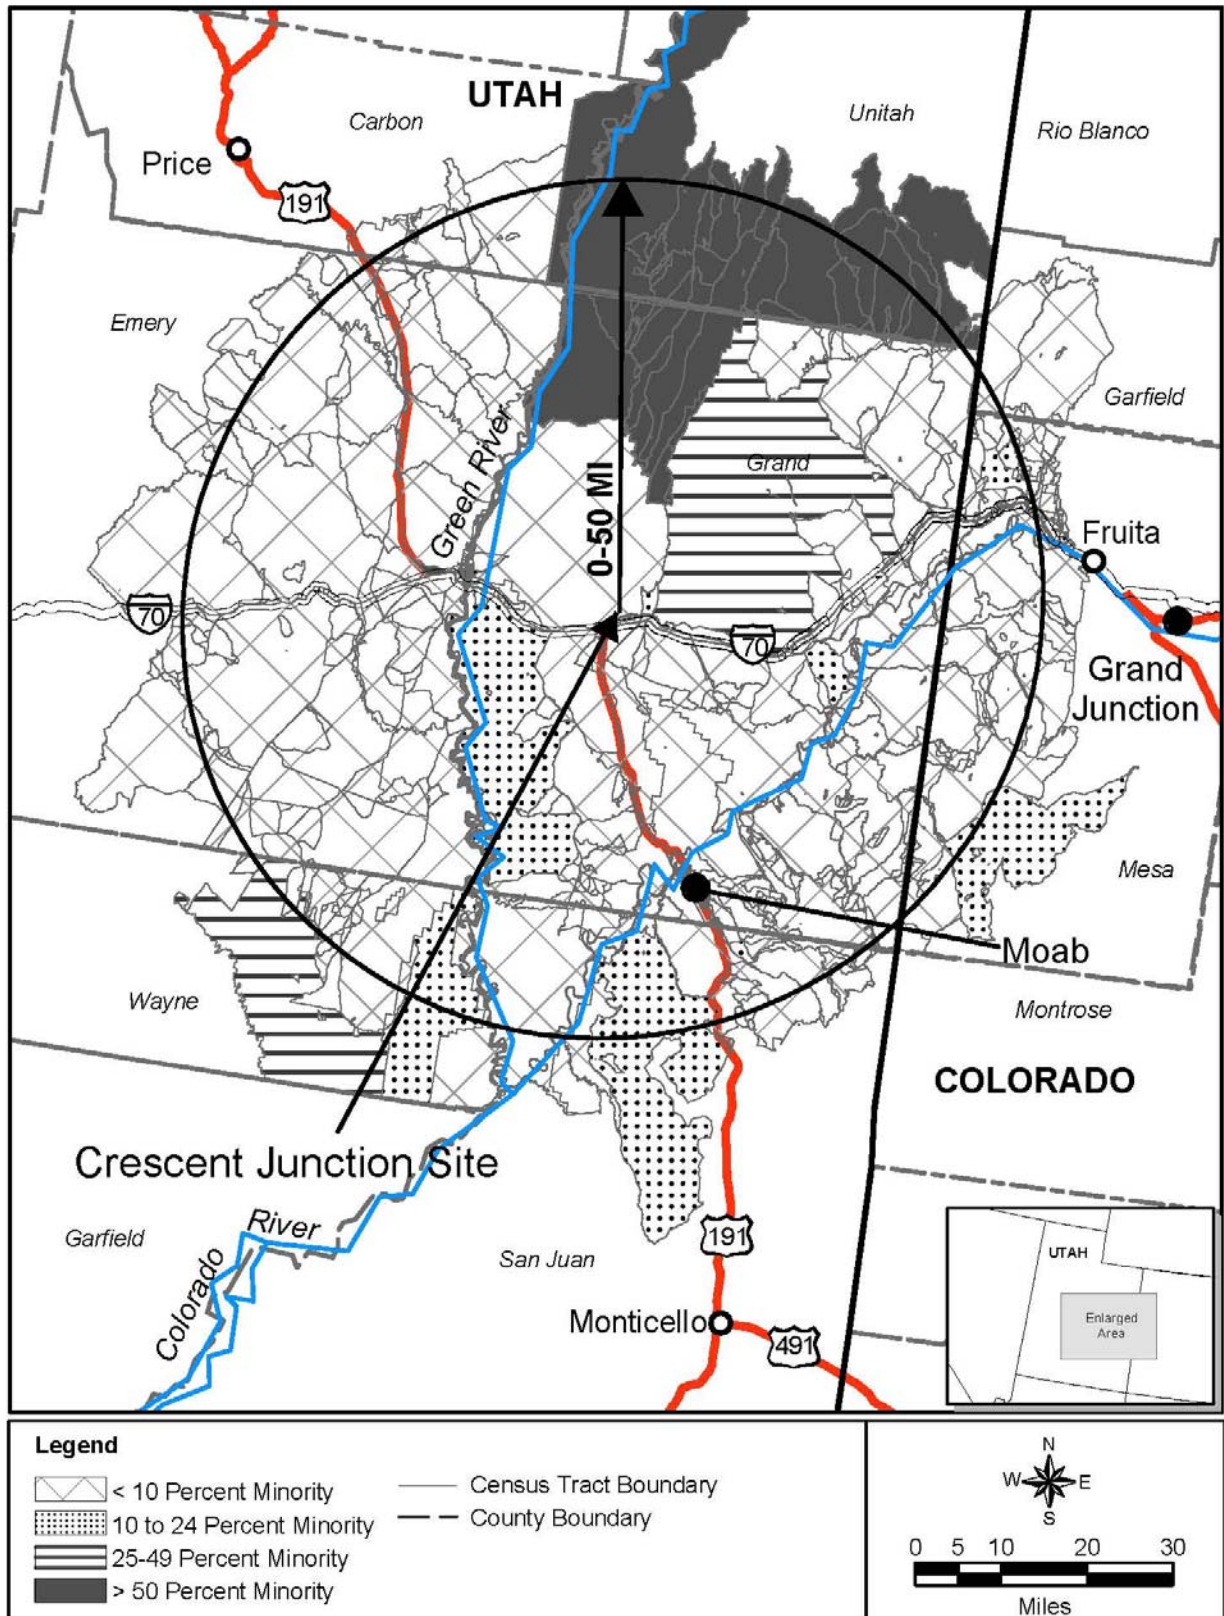 UTAH
Carbon
Unitah
Rio Blanco
Price
191
Emery
Garfield
Green River
Grand
0-50 MI
Fruita
70
70
Grand
Junction
Mesa
Moab
Wayne
Montrose
COLORADO
Crescent Junction Site
Garfield
River
Colorado
San Juan
191
Monticello
491
UTAH
Enlarged
Area
Legend
< 10 Percent Minority
10 to 24 Percent Minority
25-49 Percent Minority
> 50 Percent Minority
Census Tract Boundary
County Boundary
N
W E
S
0 5 10 20 30
Miles